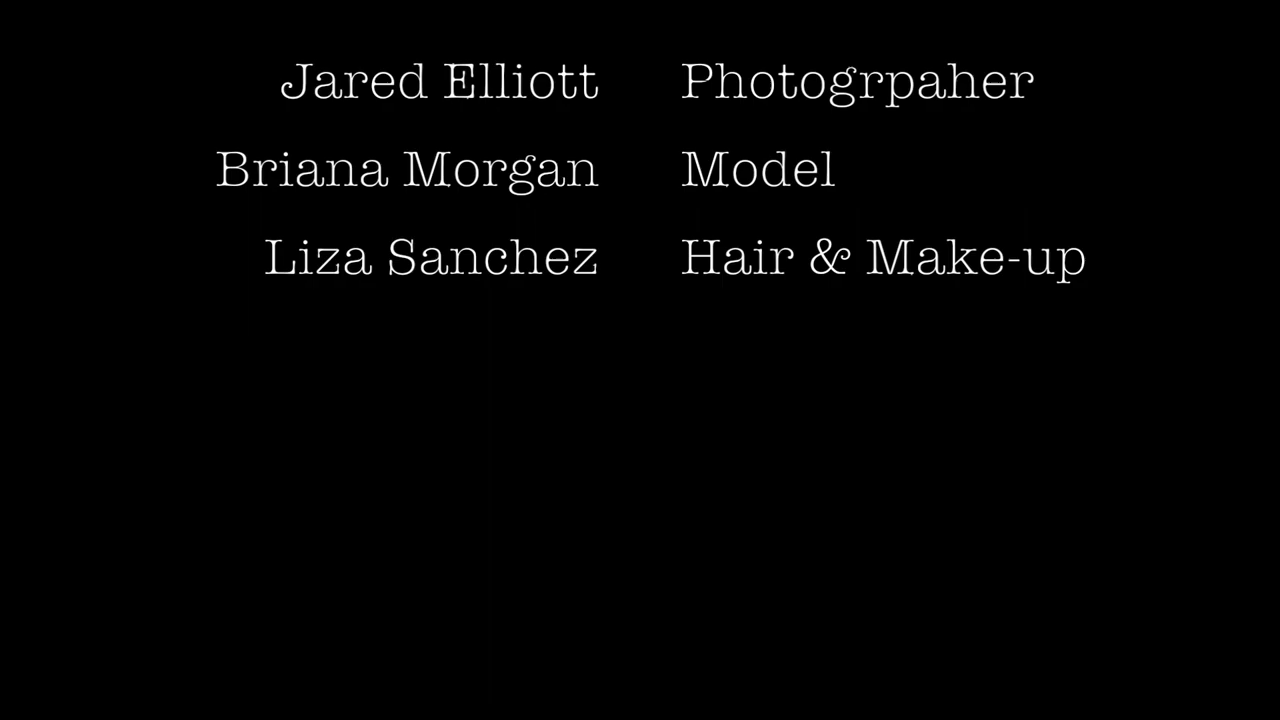 Jared Elliott Photogrpaher
Briana Morgan Model
Liza Sanchez Hair & Make-up